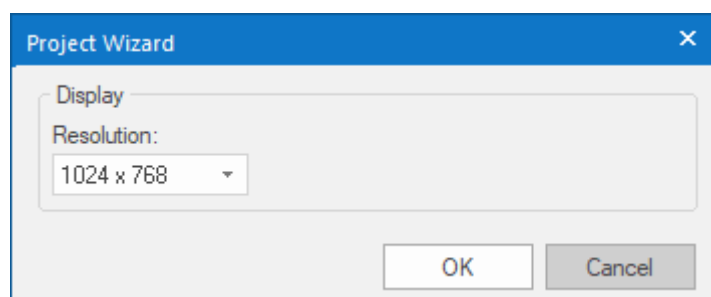 Project Wizard
Display
Resolution:
1024 x 768
OK Cancel